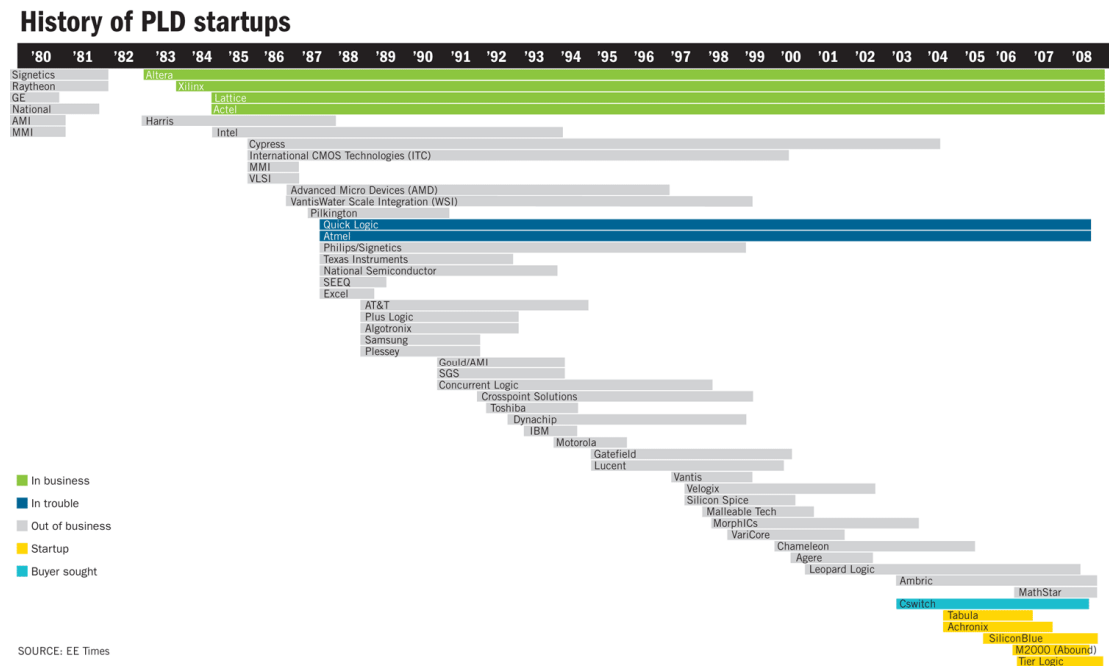 History of PLD startups
'80 '81 '82 '83 '84 '85 '86 '87 '88 '89 '90 '91 '92 '93 '94 '95 '96 '97 '98 '99 '00 '01 '02 '03 '04 '05 '06 '07 '08
Signetics Altera
Raytheon Xilinx
GE Lattice
National Actel
AMI Harris
MMI Intel
Cypress
International CMOS Technologies (ITC)
MMI
VLSI
Advanced Micro Devices (AMD)
VantisWater Scale Integration (WSI)
Pilkington
Quick Logic
Atmel
Philips/Signetics
Texas Instruments
National Semiconductor
SEEQ
Excel
AT&T
Plus Logic
Algotronix
Samsung
Plessey
Gould/AMI
SGS
Concurrent Logic
Crosspoint Solutions
Toshiba
Dynachip
IBM
Motorola
Gatefield
Lucent
Vantis
Velogix
Silicon Spice
Malleable Tech
MorphICs
VariCore
Chameleon
Agere
Leopard Logic
Ambric
MathStar
Cswitch
Tabula
Achronix
SiliconBlue
M2000 (Abound)
Tier Logic
In business
In trouble
Out of business
Startup
Buyer sought
SOURCE: EE Times